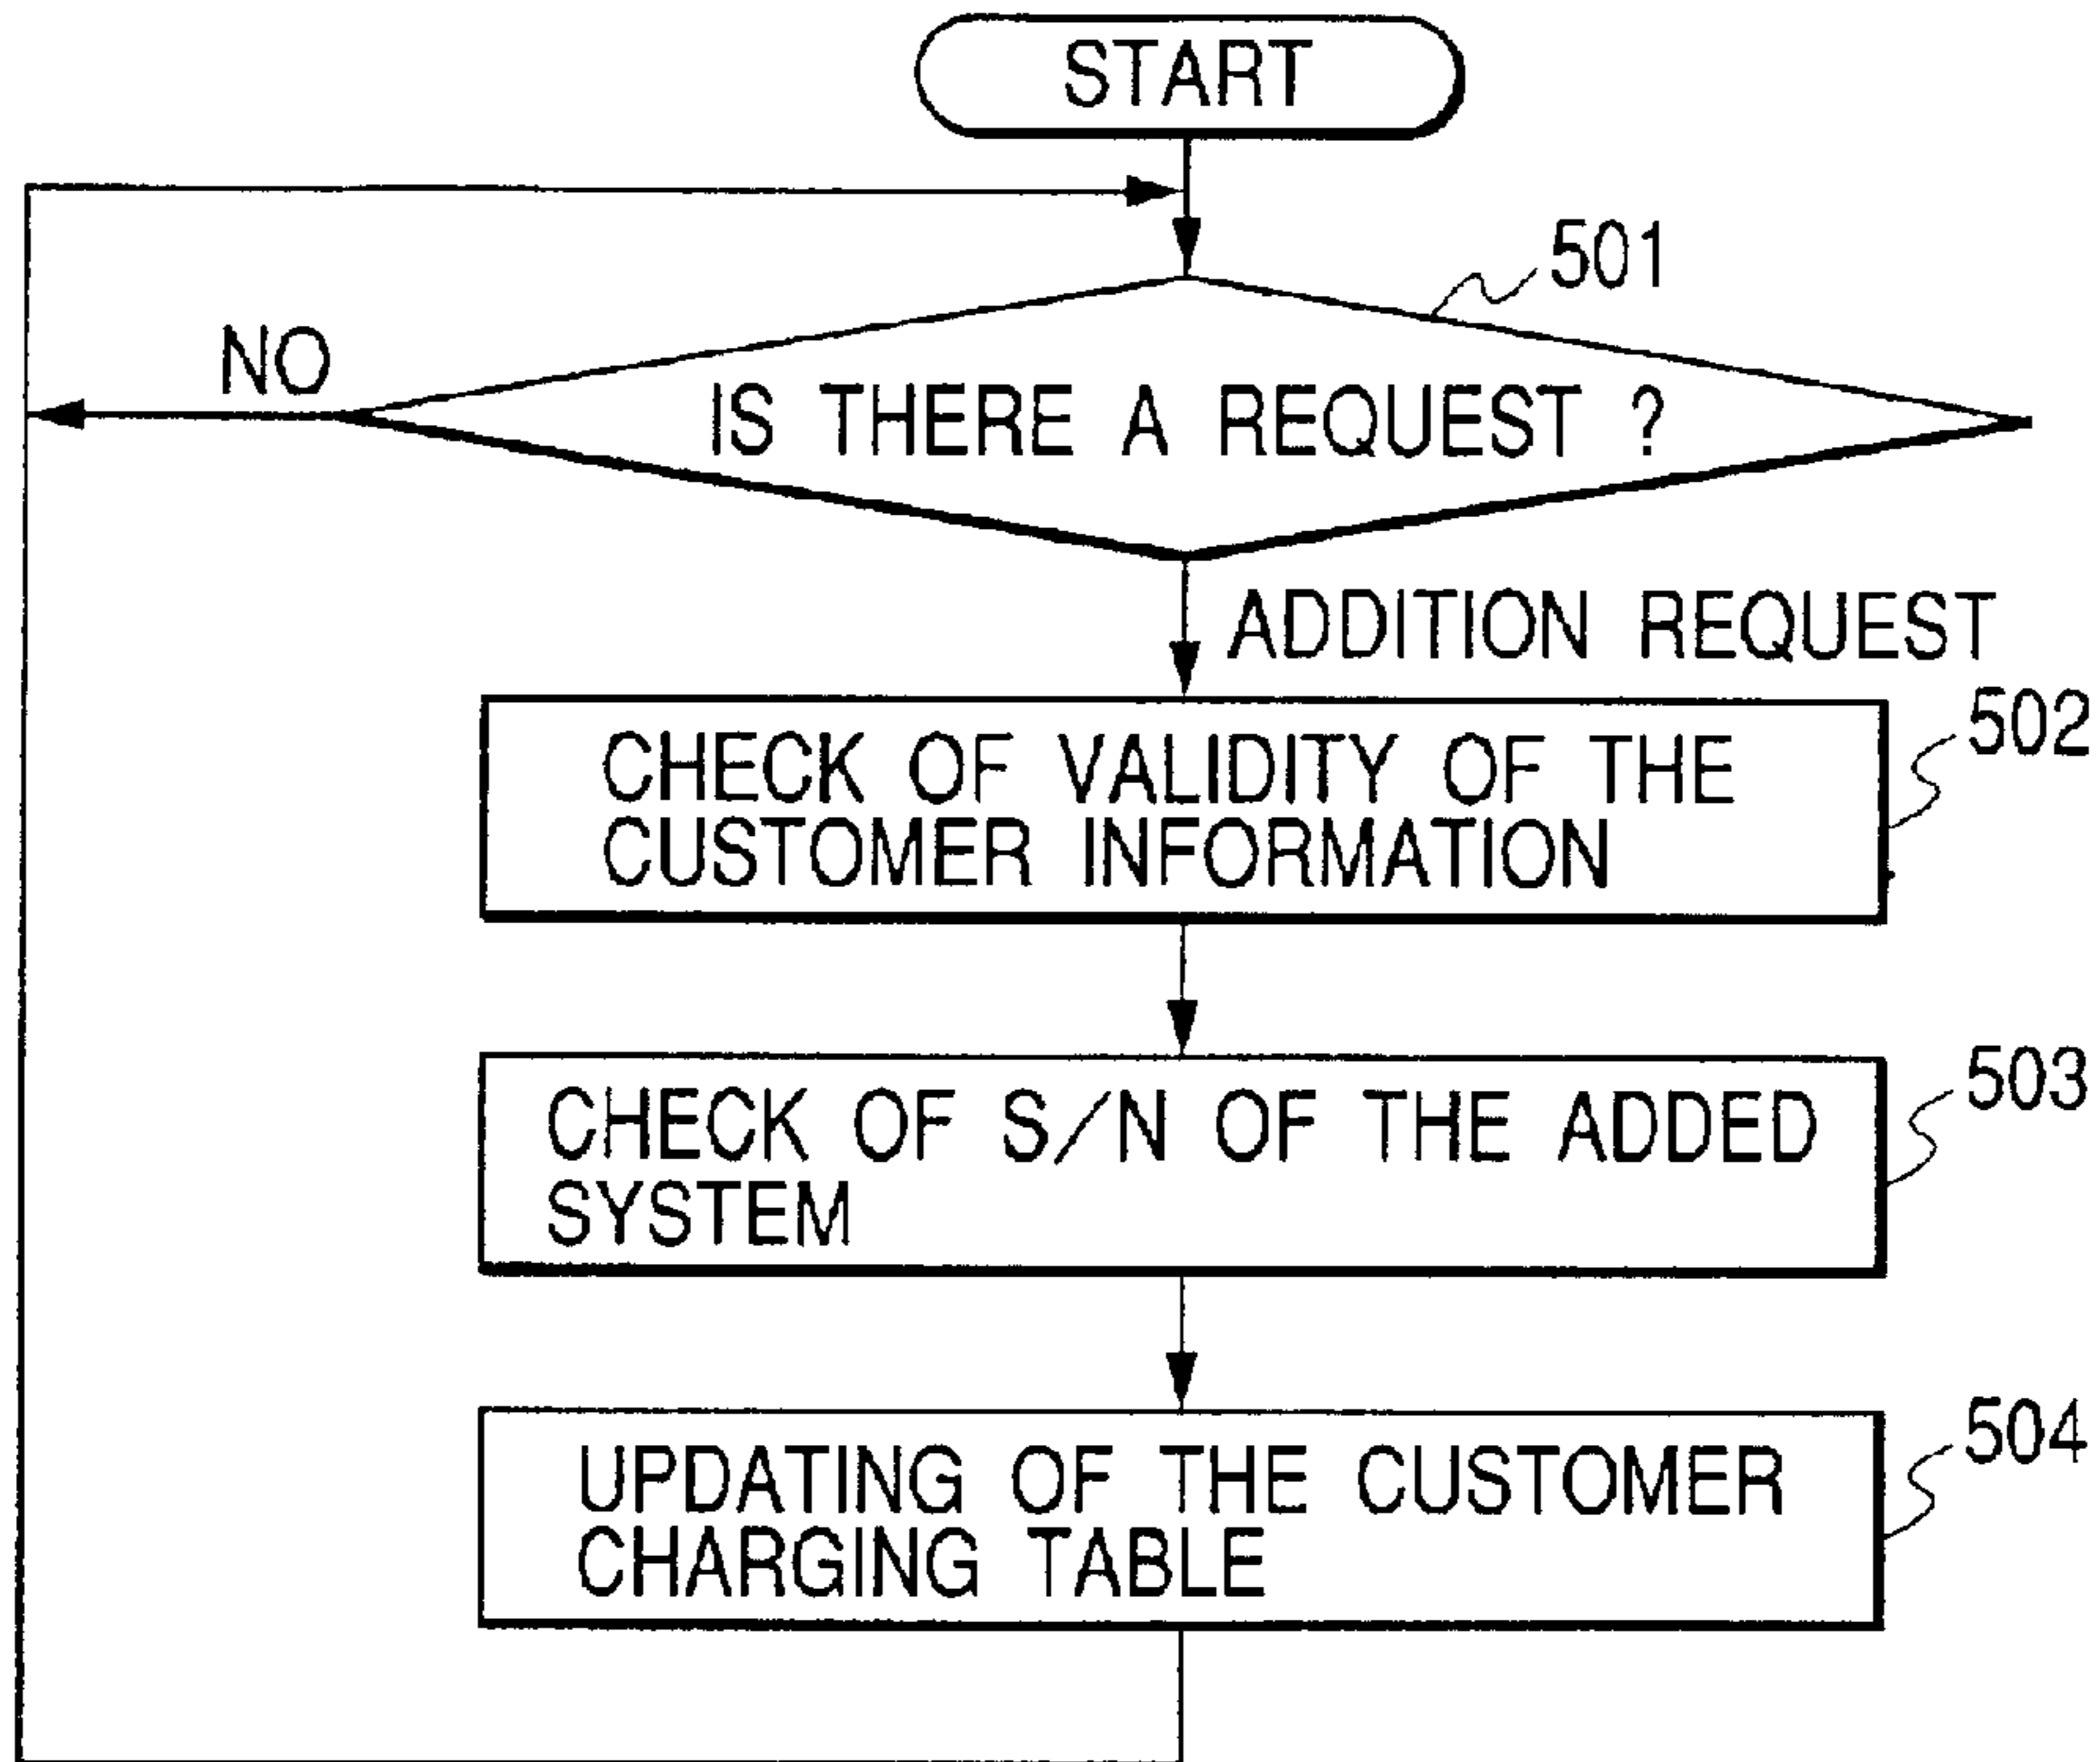 START
501
NO
IS THERE A REQUEST ?
ADDITION REQUEST
502
CHECK OF VALIDITY OF THE
CUSTOMER INFORMATION
503
CHECK OF S/N OF THE ADDED
SYSTEM
504
UPDATING OF THE CUSTOMER
CHARGING TABLE